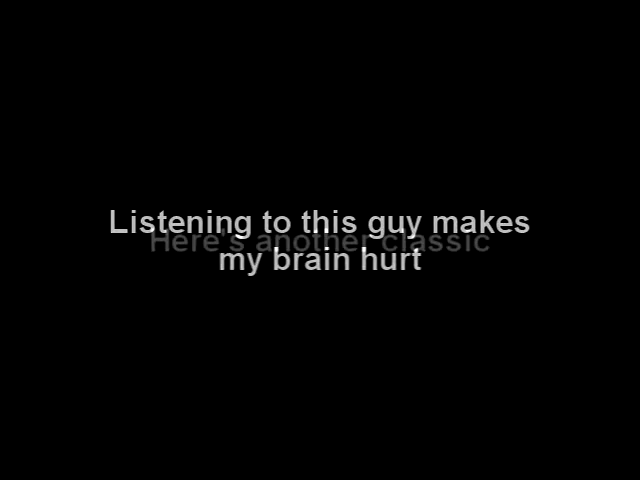 Listening to this guy makes
Here's another classic
my brain hurt